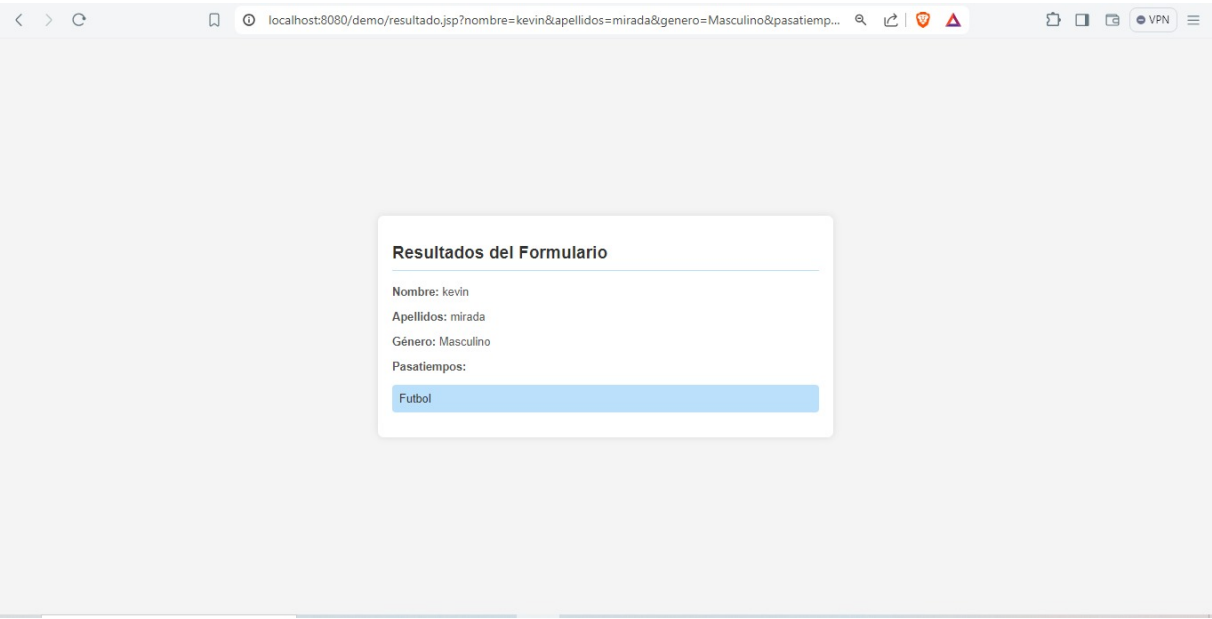 localhost:8080/demo/resultado.jsp?nombre=kevin&apellidos=mirada&genero=Masculino&pasatiemp...
VPN
Resultados del Formulario
Nombre: kevin
Apellidos: mirada
Género: Masculino
Pasatiempos:
Futbol